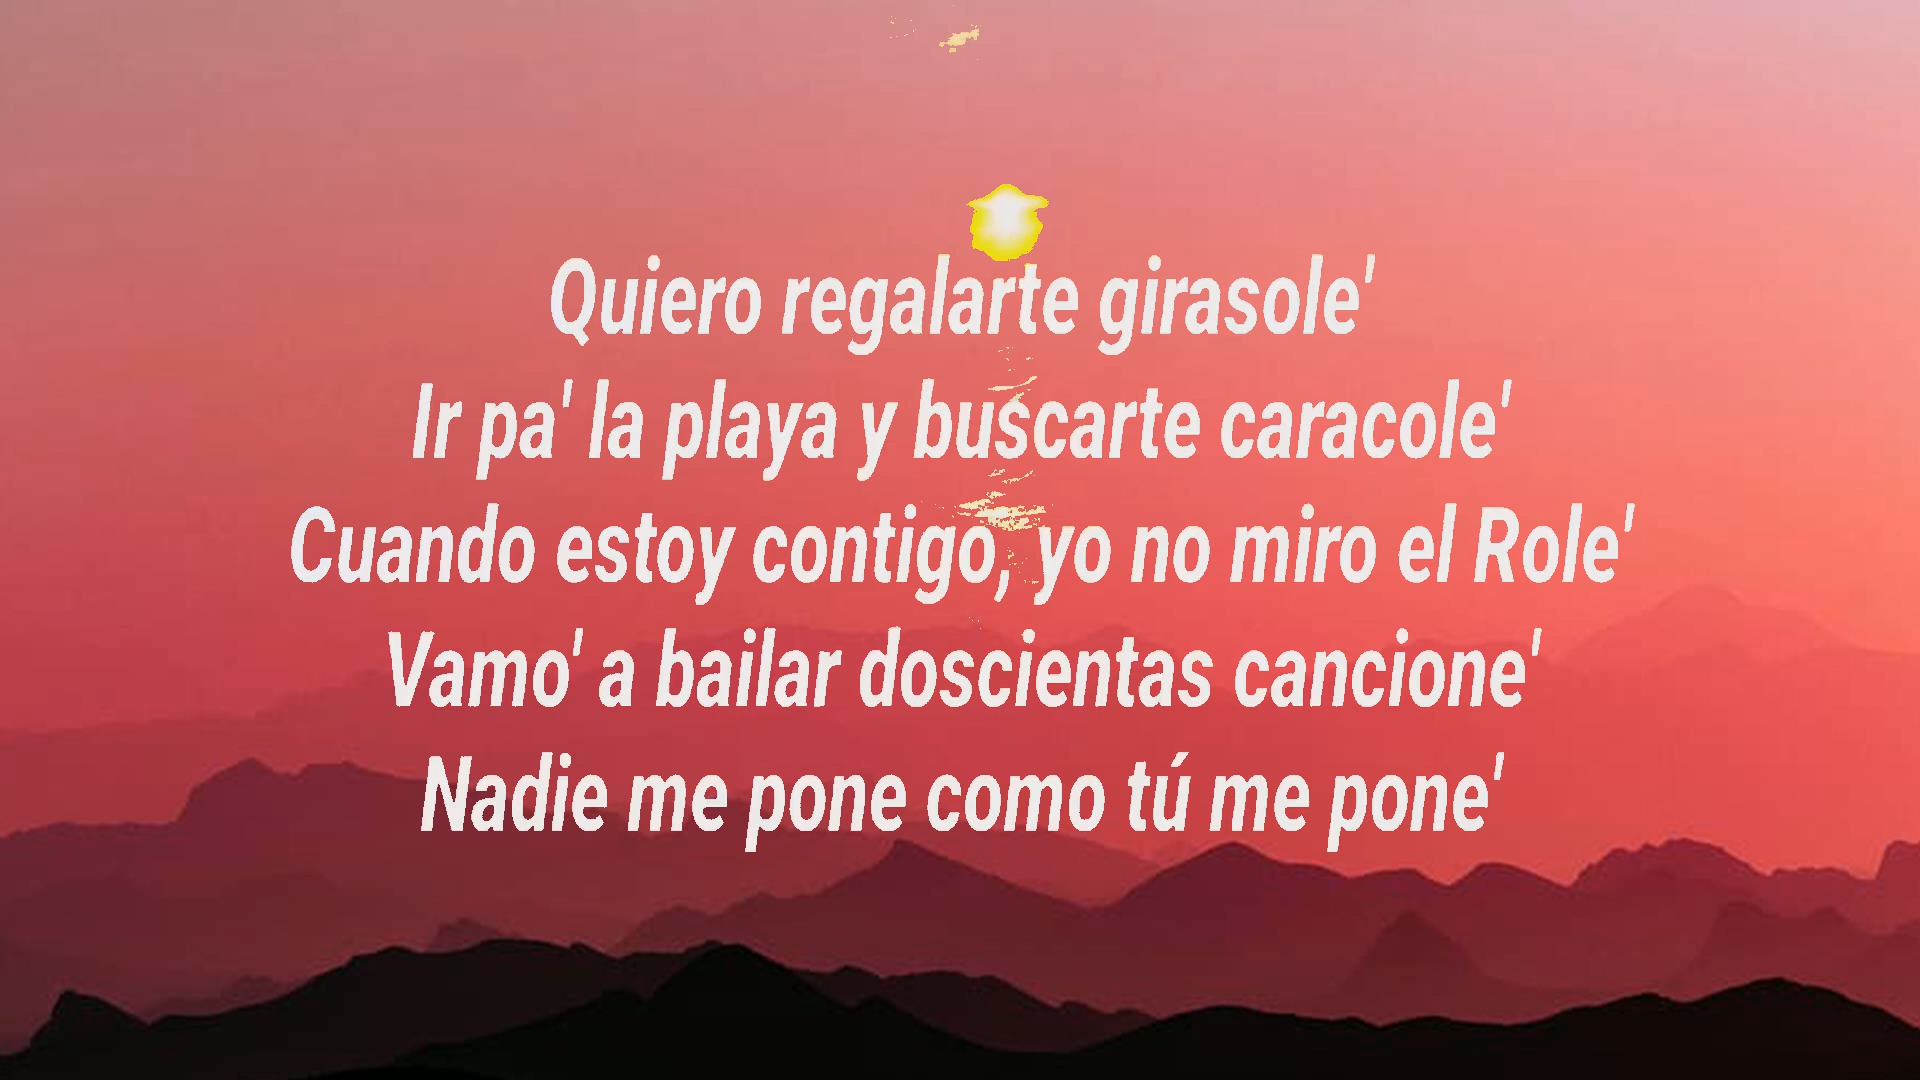 Quiero regalarte girasole'
Ir pa' la playa y buscarte caracole'
Cuando estoy contigo, yo no miro el Role'
Vamo' a bailar doscientas cancione'
Nadie me pone como tú me pone'